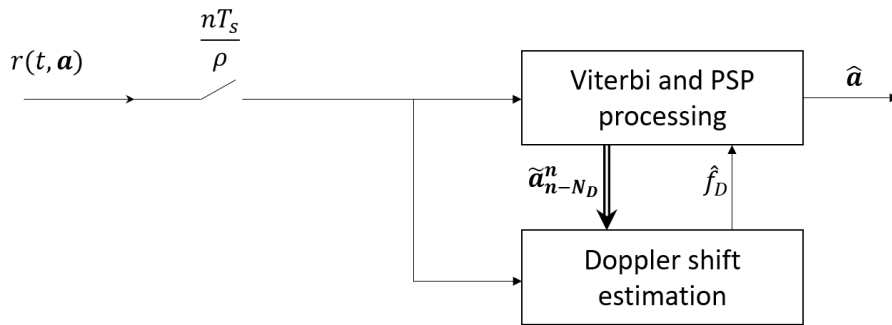 nT_s
ρ
r(t, a)
Viterbi and PSP
processing
â
ã^n_{n-N_D}
f̂_D
Doppler shift
estimation